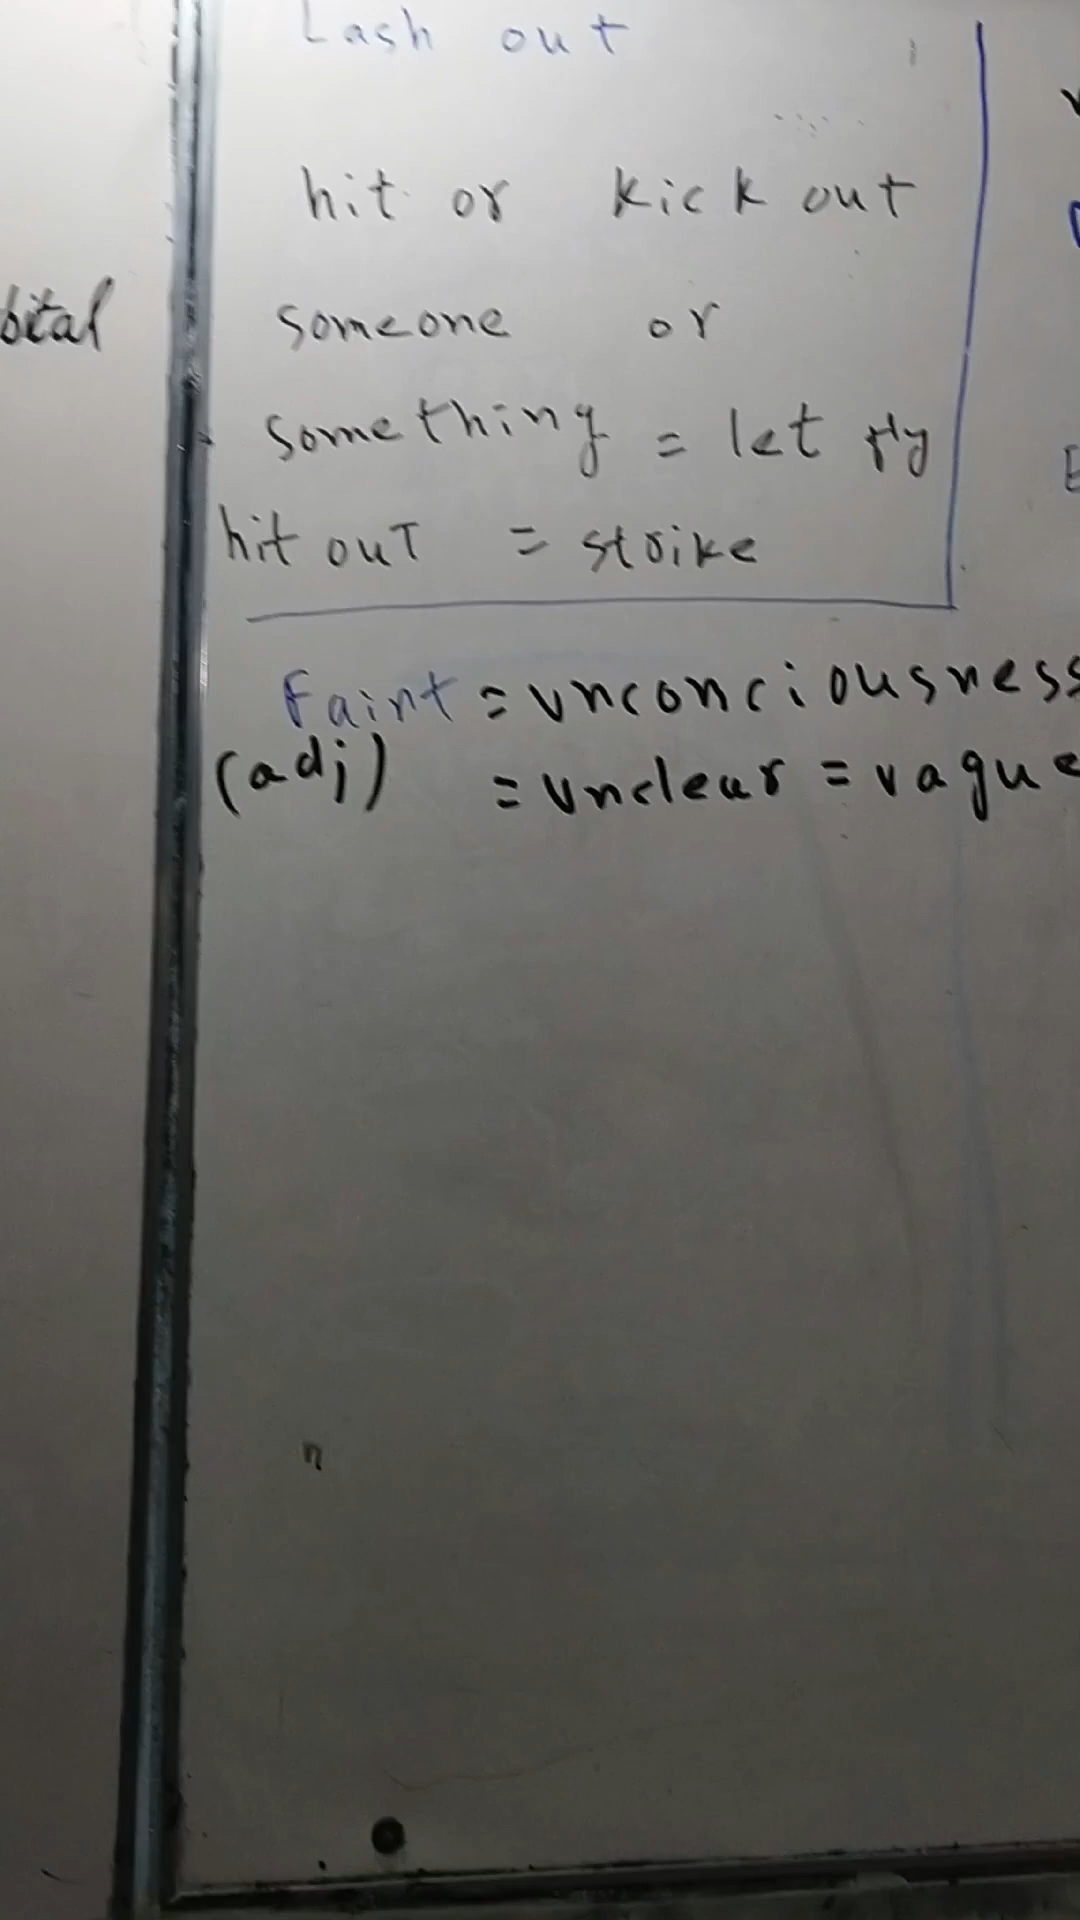 Lash out
hit or kick out
someone or
something = let fly
hit out = strike
Faint = unconciousness
(adj) = unclear = vague
bital
n